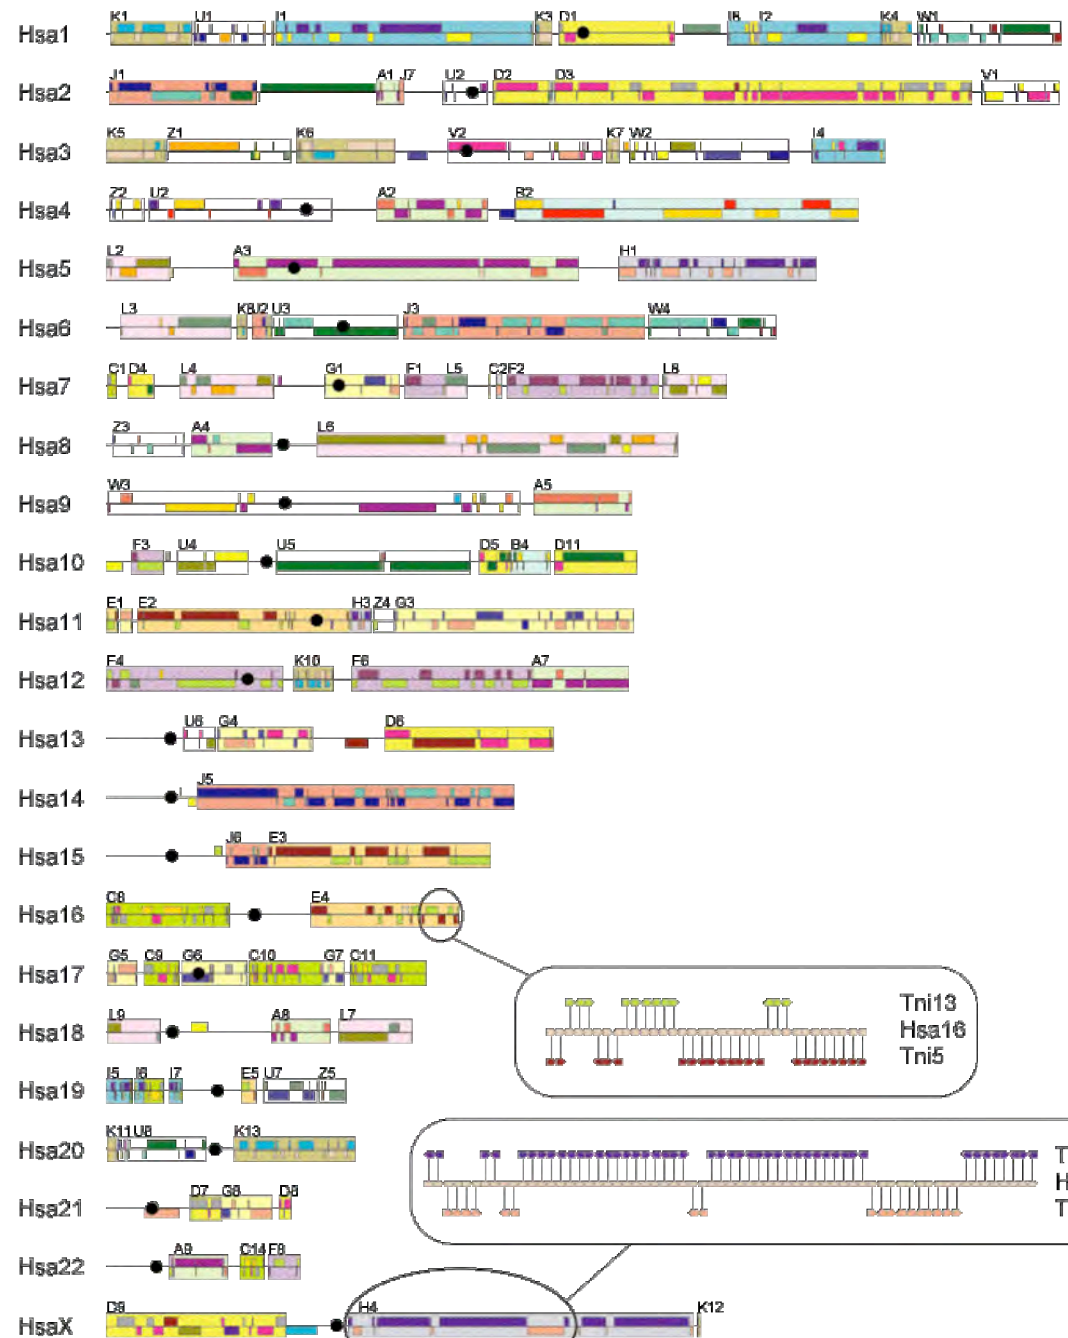 K1 U1 I1 K3 D1 I6 I2 K4 W1
Hsa1
J1 A1 J7 U2 D2 D3 V1
Hsa2
K5 Z1 K6 V2 K7 W2 I4
Hsa3
Z2 U2 A2 B2
Hsa4
L2 A3 H1
Hsa5
L3 U3 J3 W4
Hsa6
C1 D4 L4 G1 F1 L5 C2 F2 L8
Hsa7
Z3 A4 L6
Hsa8
W3 A5
Hsa9
F3 U4 U5 D5 B4 D11
Hsa10
E1 E2 H3 Z4 G3
Hsa11
F4 K10 F6 A7
Hsa12
U6 G4 D6
Hsa13
J5
Hsa14
J6 E3
Hsa15
C8 E4
Hsa16
G5 C9 G6 C10 G7 C11
Hsa17
Tni13
Hsa16
Tni5
L9 A8 L7
Hsa18
I5 I6 I7 E5 U7 Z5
Hsa19
K11 U8 K13
Hsa20
T
H
T
D7 G8 D8
Hsa21
A9 C14 F8
Hsa22
D9 H4 K12
HsaX